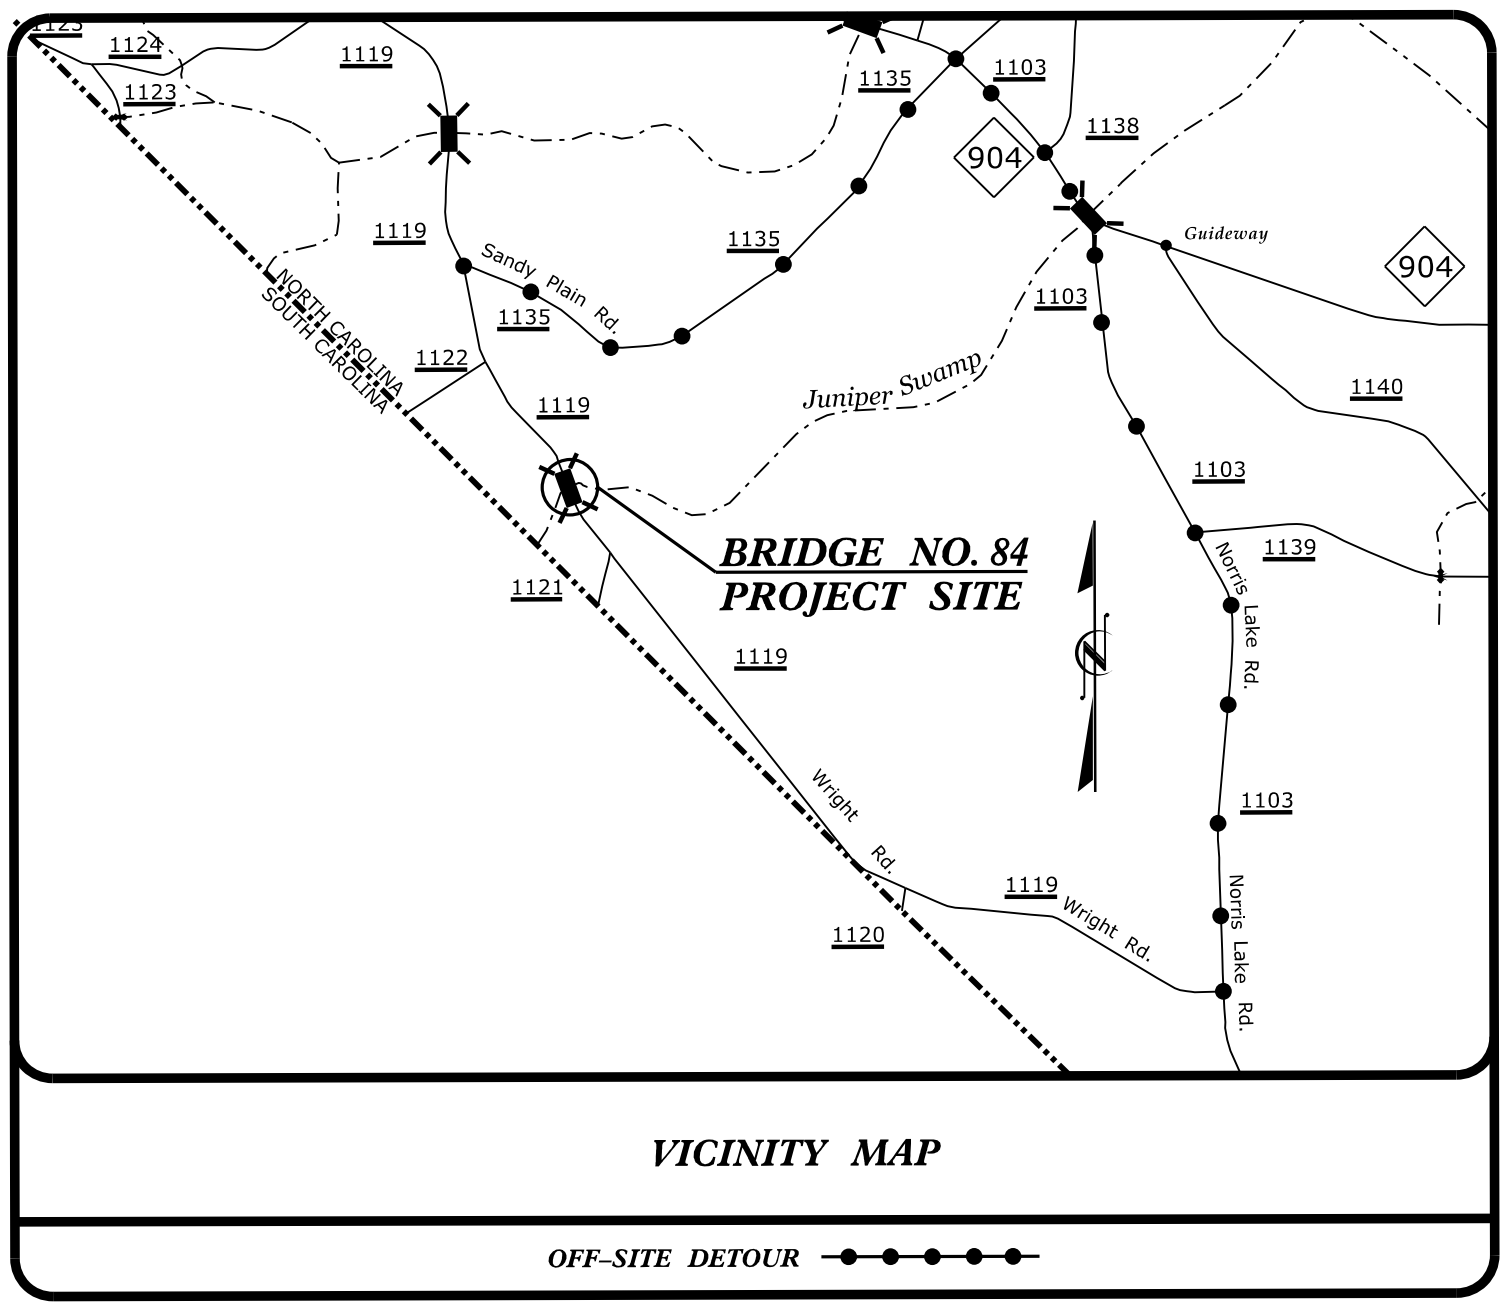 1123
1124
1119
1123
1135
1103
1138
904
1119
Sandy Plain Rd.
1135
1135
Guideway
904
1103
NORTH CAROLINA
SOUTH CAROLINA
1122
1119
Juniper Swamp
1140
1103
BRIDGE NO. 84
PROJECT SITE
1139
Norris Lake Rd.
1121
N
1119
Wright Rd.
1103
1119
Wright Rd.
Norris Lake Rd.
1120
VICINITY MAP
OFF-SITE DETOUR